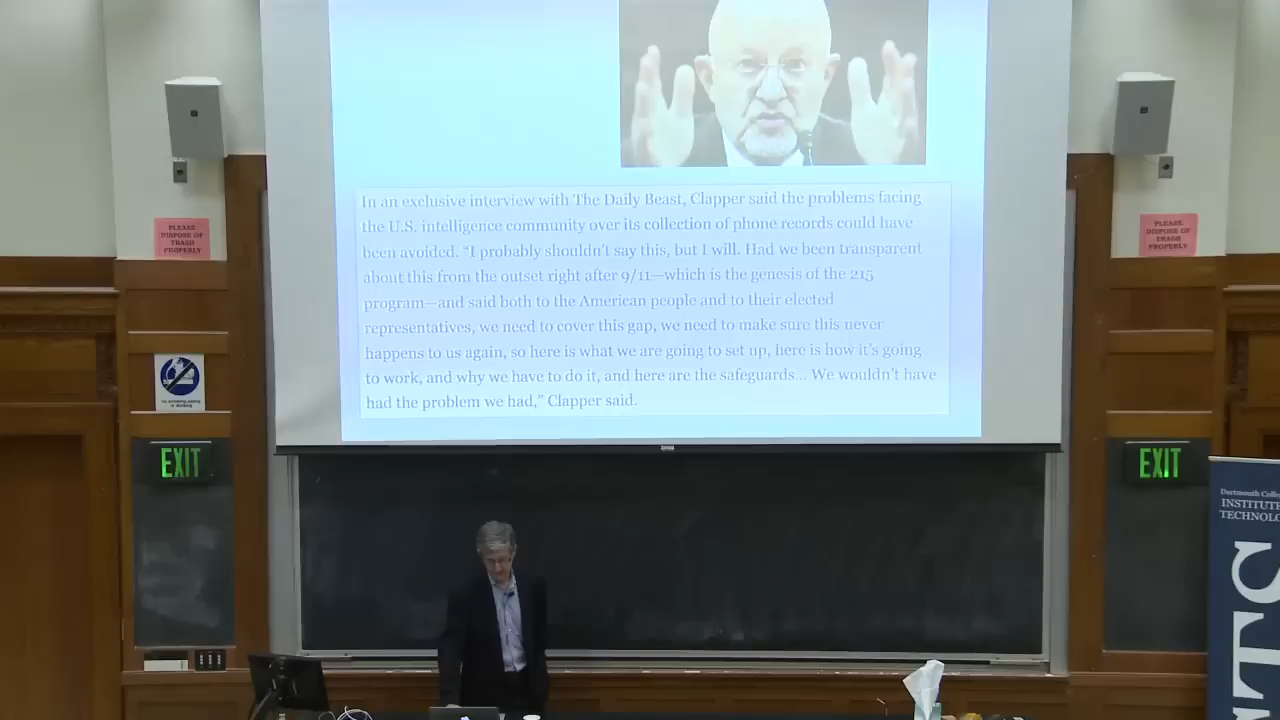 In an exclusive interview with The Daily Beast, Clapper said the problems facing
the U.S. intelligence community over its collection of phone records could have
been avoided. “I probably shouldn’t say this, but I will. Had we been transparent
about this from the outset right after 9/11—which is the genesis of the 215
program—and said both to the American people and to their elected
representatives, we need to cover this gap, we need to make sure this never
happens to us again, so here is what we are going to set up, here is how it’s going
to work, and why we have to do it, and here are the safeguards… We wouldn’t have
had the problem we had,” Clapper said.
PLEASE
DISPOSE OF
TRASH
PROPERLY
PLEASE
DISPOSE OF
TRASH
PROPERLY
EXIT
EXIT
Dartmouth Colle
INSTITUTE
TECHNOLO
TS